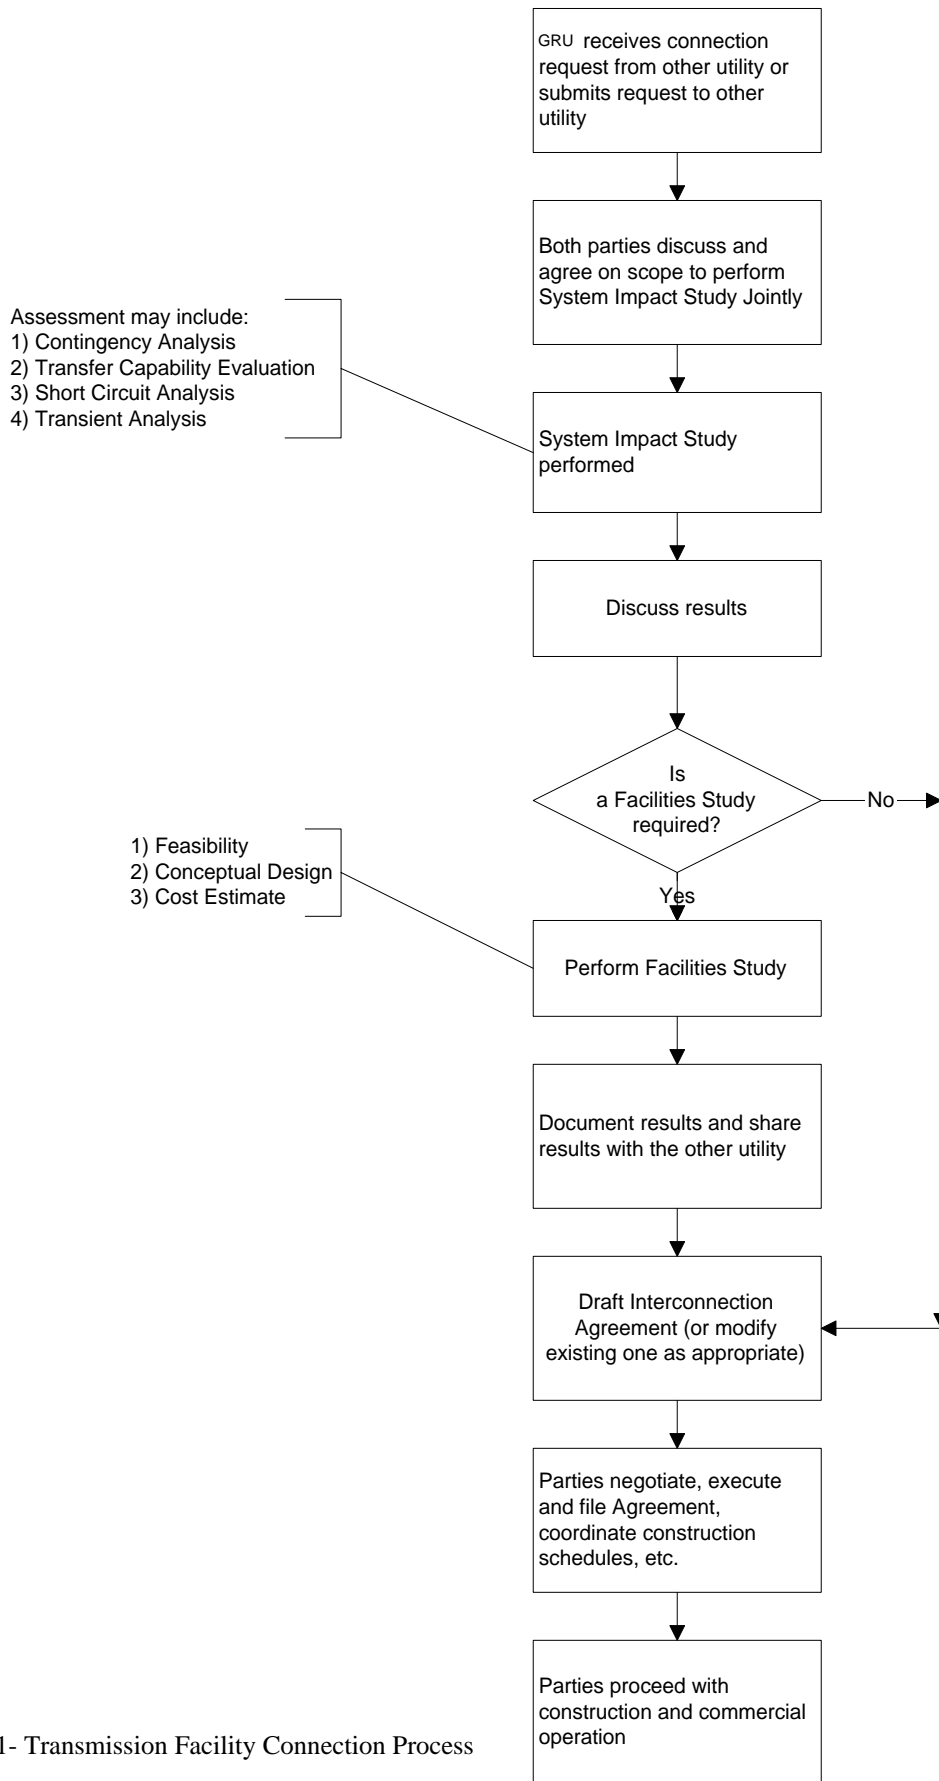 GRU receives connection
request from other utility or
submits request to other
utility
Both parties discuss and
agree on scope to perform
System Impact Study Jointly
Assessment may include:
1) Contingency Analysis
2) Transfer Capability Evaluation
3) Short Circuit Analysis
4) Transient Analysis
System Impact Study
performed
Discuss results
Is
a Facilities Study
required?
No
Yes
1) Feasibility
2) Conceptual Design
3) Cost Estimate
Perform Facilities Study
Document results and share
results with the other utility
Draft Interconnection
Agreement (or modify
existing one as appropriate)
Parties negotiate, execute
and file Agreement,
coordinate construction
schedules, etc.
Parties proceed with
construction and commercial
operation
1- Transmission Facility Connection Process